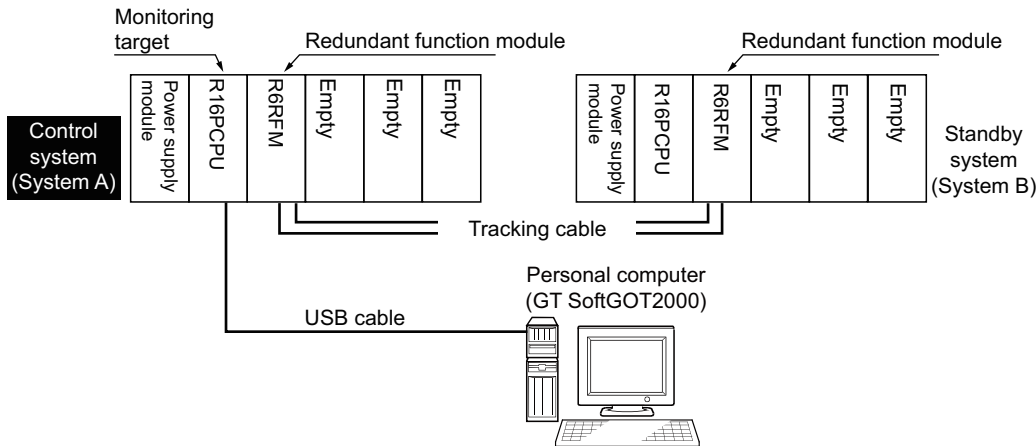 Monitoring
target
Redundant function module
Redundant function module
Control
system
(System A)
Power supply
module
R16PCPU
R6RFM
Empty
Empty
Empty
Power supply
module
R16PCPU
R6RFM
Empty
Empty
Empty
Standby
system
(System B)
Tracking cable
Personal computer
(GT SoftGOT2000)
USB cable